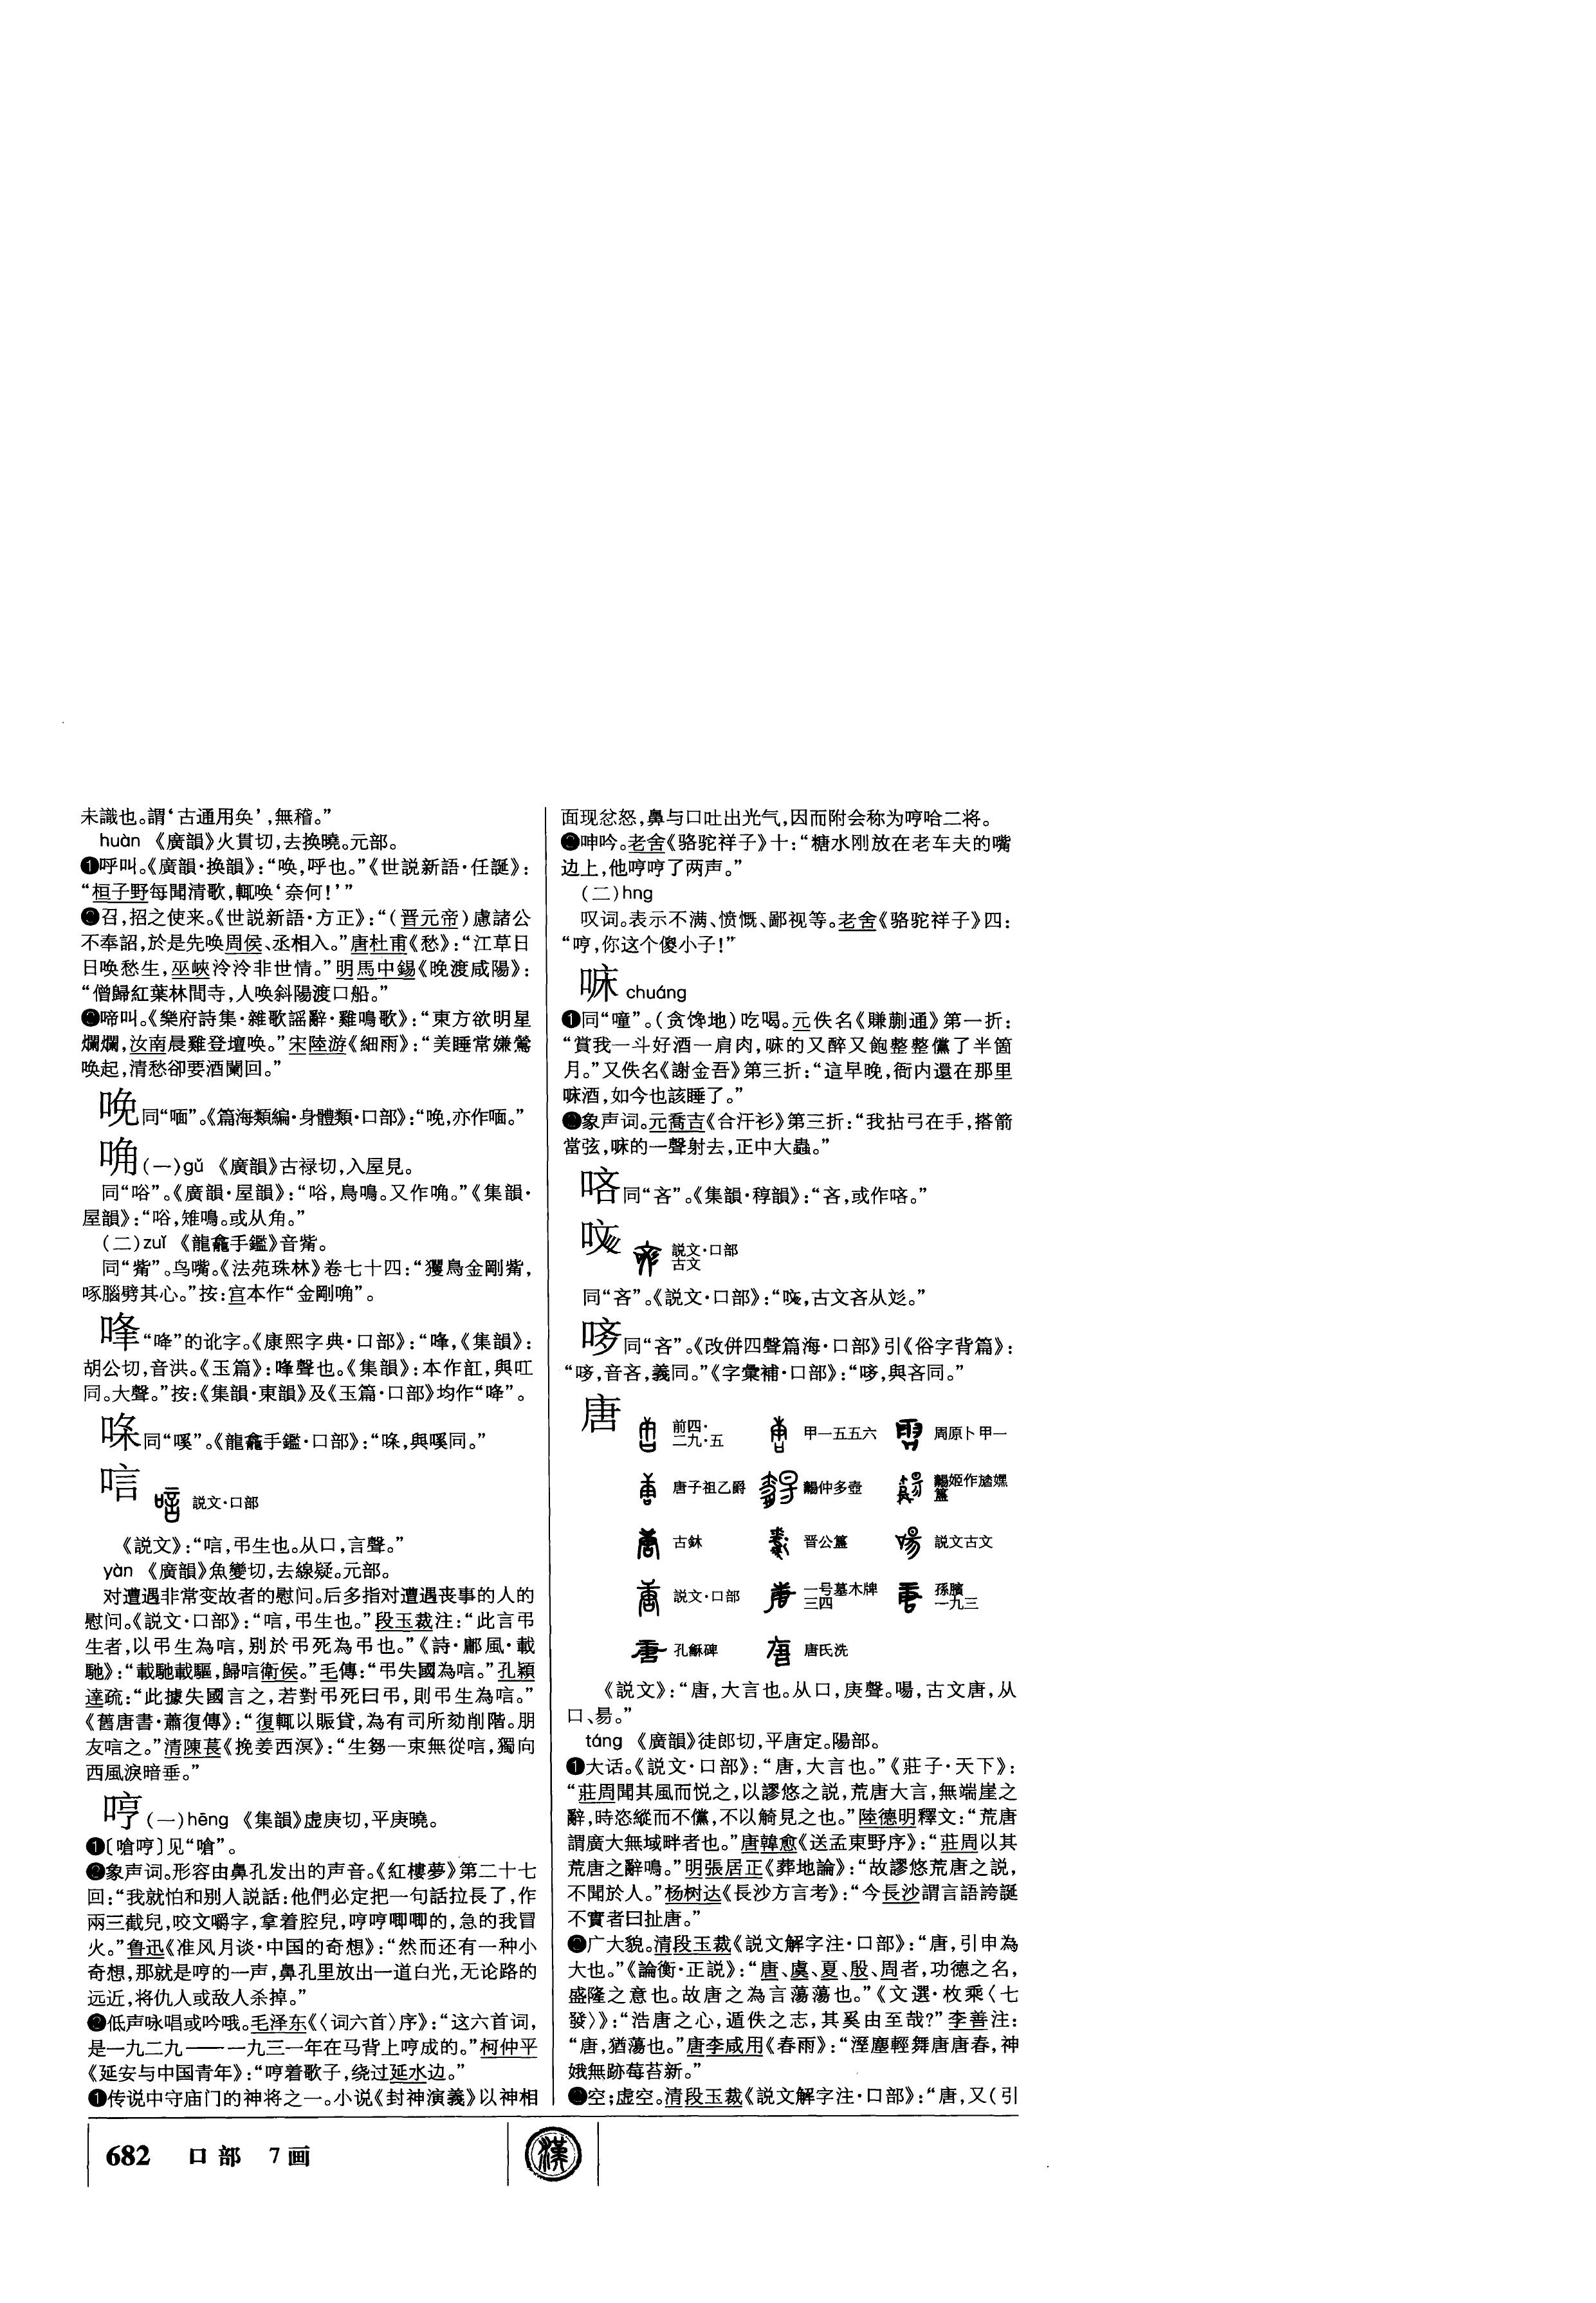 未識也。謂‘古通用奂’,無稽。”
huàn 《廣韻》火貫切,去换曉。元部。
❶呼叫。《廣韻·换韻》:“唤,呼也。”《世説新語·任誕》:
“桓子野每聞清歌,輒唤‘奈何!’”
❷召,招之使来。《世説新語·方正》:“(晋元帝)慮諸公
不奉詔,於是先唤周侯、丞相入。”唐杜甫《愁》:“江草日
日唤愁生,巫峽泠泠非世情。”明馬中錫《晚渡咸陽》:
“僧歸紅葉林間寺,人唤斜陽渡口船。”
❸啼叫。《樂府詩集·雜歌謡辭·雞鳴歌》:“東方欲明星
爛爛,汝南晨雞登壇唤。”宋陸游《細雨》:“美睡常嫌鶯
唤起,清愁卻要酒闌回。”
㕠同“喕”。《篇海類編·身體類·口部》:“,亦作喕。”
唃(一)gǔ 《廣韻》古禄切,入屋見。
同“唂”。《廣韻·屋韻》:“唂,鳥鳴。又作唃。”《集韻·
屋韻》:“唂,雉鳴。或从角。”
(二)zuǐ 《龍龕手鑑》音觜。
同“觜”。鸟嘴。《法苑珠林》卷七十四:“玃鳥金剛觜,
啄腦劈其心。”按:宫本作“金剛唃”。
“”的讹字。《康熙字典·口部》:“,《集韻》:
胡公切,音洪。《玉篇》:聲也。《集韻》:本作缸,與叿
同。大聲。”按:《集韻·東韻》及《玉篇·口部》均作“”。
同“嘆”。《龍龕手鑑·口部》:“,與同。”
唁 説文·口部
《説文》:“唁,弔生也。从口,言聲。”
yàn 《廣韻》魚變切,去線疑。元部。
对遭遇非常变故者的慰问。后多指对遭遇丧事的人的
慰问。《説文·口部》:“唁,弔生也。”段玉裁注:“此言弔
生者,以弔生為唁,别於弔死為弔也。”《詩·鄘風·載
馳》:“載馳載驅,歸唁衛侯。”毛傳:“弔失國為唁。”孔穎
達疏:“此據失國言之,若對弔死曰弔,則弔生為唁。”
《舊唐書·蕭復傳》:“復輒以賑貸,為有司所劾削階。朋
友唁之。”清陳萇《挽姜西溟》:“生芻一束無從唁,獨向
西風淚暗垂。”
哼(一)hēng 《集韻》虚庚切,平庚曉。
❶〔嗆哼〕见“嗆”。
❷象声词。形容由鼻孔发出的声音。《紅樓夢》第二十七
回:“我就怕和别人説話:他們必定把一句話拉長了,作
兩三截兒,咬文嚼字,拿着腔兒,哼哼唧唧的,急的我冒
火。”鲁迅《准风月谈·中国的奇想》:“然而还有一种小
奇想,那就是哼的一声,鼻孔里放出一道白光,无论路的
远近,将仇人或敌人杀掉。”
❸低声咏唱或吟哦。毛泽东《〈词六首〉序》:“这六首词,
是一九二九——一九三一年在马背上哼成的。”柯仲平
《延安与中国青年》:“哼着歌子,绕过延水边。”
❶传说中守庙门的神将之一。小说《封神演義》以神相
面现忿怒,鼻与口吐出光气,因而附会称为哼哈二将。
❷呻吟。老舍《骆驼祥子》十:“糖水刚放在老车夫的嘴
边上,他哼哼了两声。”
(二)hng
叹词。表示不满、愤慨、鄙视等。老舍《骆驼祥子》四:
“哼,你这个傻小子!”
㕩 chuáng
❶同“噇”。(贪馋地)吃喝。元佚名《賺蒯通》第一折:
“賞我一斗好酒一肩肉,的又醉又飽整整儻了半箇
月。”又佚名《謝金吾》第三折:“這早晚,衙内還在那里
酒,如今也該睡了。”
❷象声词。元喬吉《合汗衫》第三折:“我拈弓在手,搭箭
當弦,的一聲射去,正中大蟲。”
同“吝”。《集韻·稕韻》:“吝,或作。”
説文·口部
古文
同“吝”。《説文·口部》:“,古文吝从彣。”
同“吝”。《改併四聲篇海·口部》引《俗字背篇》:
“,音吝,義同。”《字彙補·口部》:“,與吝同。”
唐 前四·二九·五 甲一五五六 周原卜甲一
唐子祖乙爵 仲多壺 姬作嫼簠
古鉥 晋公簠 説文古文
説文·口部 一号墓木牌三四 孫臏一九三
孔龢碑 唐氏洗
《説文》:“唐,大言也。从口,庚聲。啺,古文唐,从
口、昜。”
táng 《廣韻》徒郎切,平唐定。陽部。
❶大话。《説文·口部》:“唐,大言也。”《莊子·天下》:
“莊周聞其風而悦之,以謬悠之説,荒唐大言,無端崖之
辭,時恣縱而不儻,不以觭見之也。”陸德明釋文:“荒唐
謂廣大無域畔者也。”唐韓愈《送孟東野序》:“莊周以其
荒唐之辭鳴。”明張居正《葬地論》:“故謬悠荒唐之説,
不聞於人。”杨树达《長沙方言考》:“今長沙謂言語誇誕
不實者曰扯唐。”
❷广大貌。清段玉裁《説文解字注·口部》:“唐,引申為
大也。”《論衡·正説》:“唐、虞、夏、殷、周者,功德之名,
盛隆之意也。故唐之為言蕩蕩也。”《文選·枚乘〈七
發〉》:“浩唐之心,遁佚之志,其奚由至哉?”李善注:
“唐,猶蕩也。”唐李咸用《春雨》:“溼塵輕舞唐唐春,神
娥無跡莓苔新。”
❸空;虚空。清段玉裁《説文解字注·口部》:“唐,又(引
682 口部 7画
漢